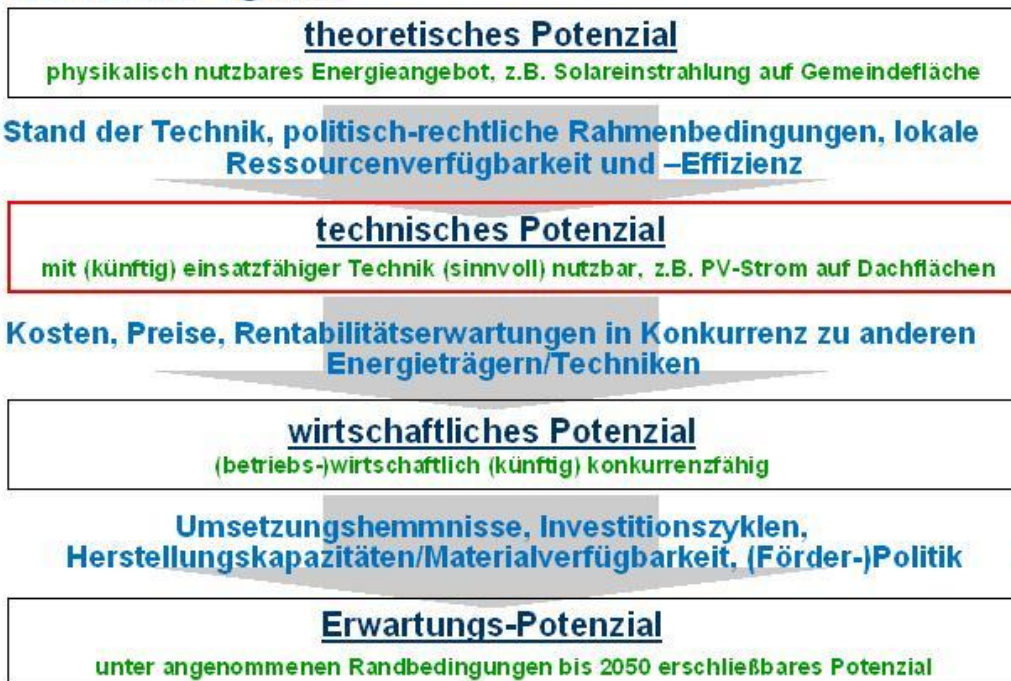 theoretisches Potenzial
physikalisch nutzbares Energieangebot, z.B. Solareinstrahlung auf Gemeindefläche
Stand der Technik, politisch-rechtliche Rahmenbedingungen, lokale
Ressourcenverfügbarkeit und –Effizienz
technisches Potenzial
mit (künftig) einsatzfähiger Technik (sinnvoll) nutzbar, z.B. PV-Strom auf Dachflächen
Kosten, Preise, Rentabilitätserwartungen in Konkurrenz zu anderen
Energieträgern/Techniken
wirtschaftliches Potenzial
(betriebs-)wirtschaftlich (künftig) konkurrenzfähig
Umsetzungshemmnisse, Investitionszyklen,
Herstellungskapazitäten/Materialverfügbarkeit, (Förder-)Politik
Erwartungs-Potenzial
unter angenommenen Randbedingungen bis 2050 erschließbares Potenzial